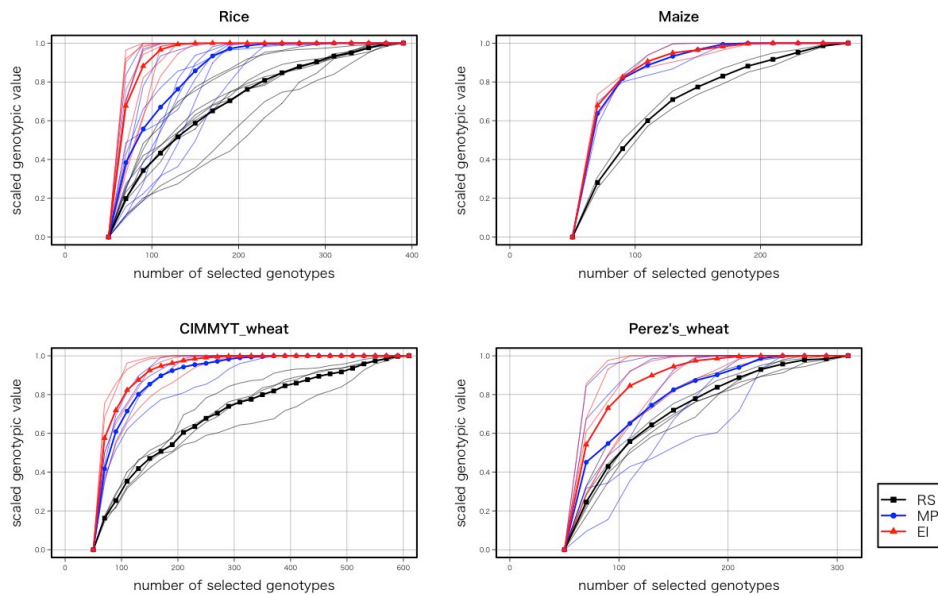 Rice
scaled genotypic value
1.0
0.8
0.6
0.4
0.2
0.0
0 100 200 300 400
number of selected genotypes
Maize
scaled genotypic value
1.0
0.8
0.6
0.4
0.2
0.0
0 100 200
number of selected genotypes
CIMMYT_wheat
scaled genotypic value
1.0
0.8
0.6
0.4
0.2
0.0
0 100 200 300 400 500 600
number of selected genotypes
Perez's_wheat
scaled genotypic value
1.0
0.8
0.6
0.4
0.2
0.0
0 100 200 300
number of selected genotypes
RS
MP
EI